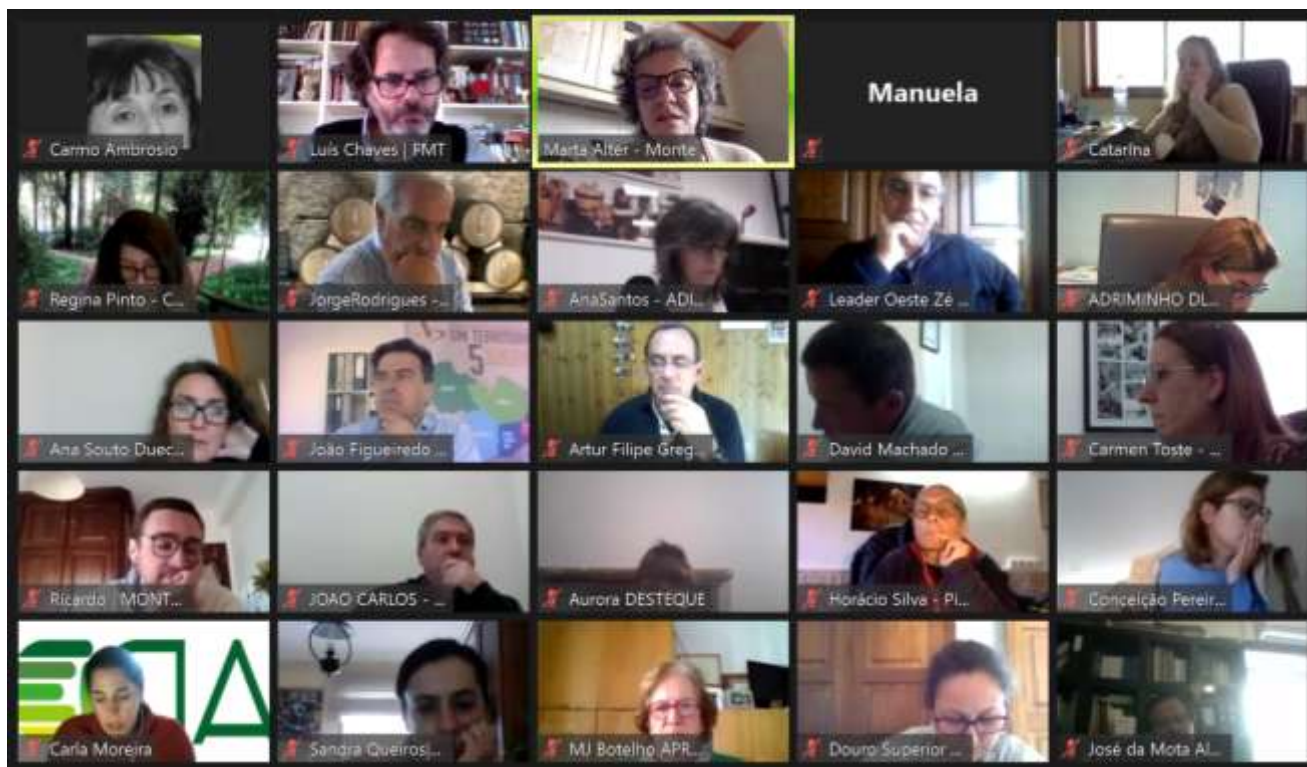 Carmo Ambrosio
Luís Chaves | FMT
Marta Alter - Monte
Manuela
Catarina
Regina Pinto - C...
JorgeRodrigues - ...
AnaSantos - ADI...
Leader Oeste Zé ...
ADRIMINHO DL...
Ana Souto Duec...
João Figueiredo ...
5
Artur Filipe Greg...
David Machado ...
Carmen Toste - ...
Ricardo MONT...
JOAO CARLOS - ...
Aurora DESTEQUE
Horácio Silva - PI...
Conceição Pereir...
Carla Moreira
Sandra Queiros...
MJ Botelho APR...
Douro Superior ...
José da Mota Al...